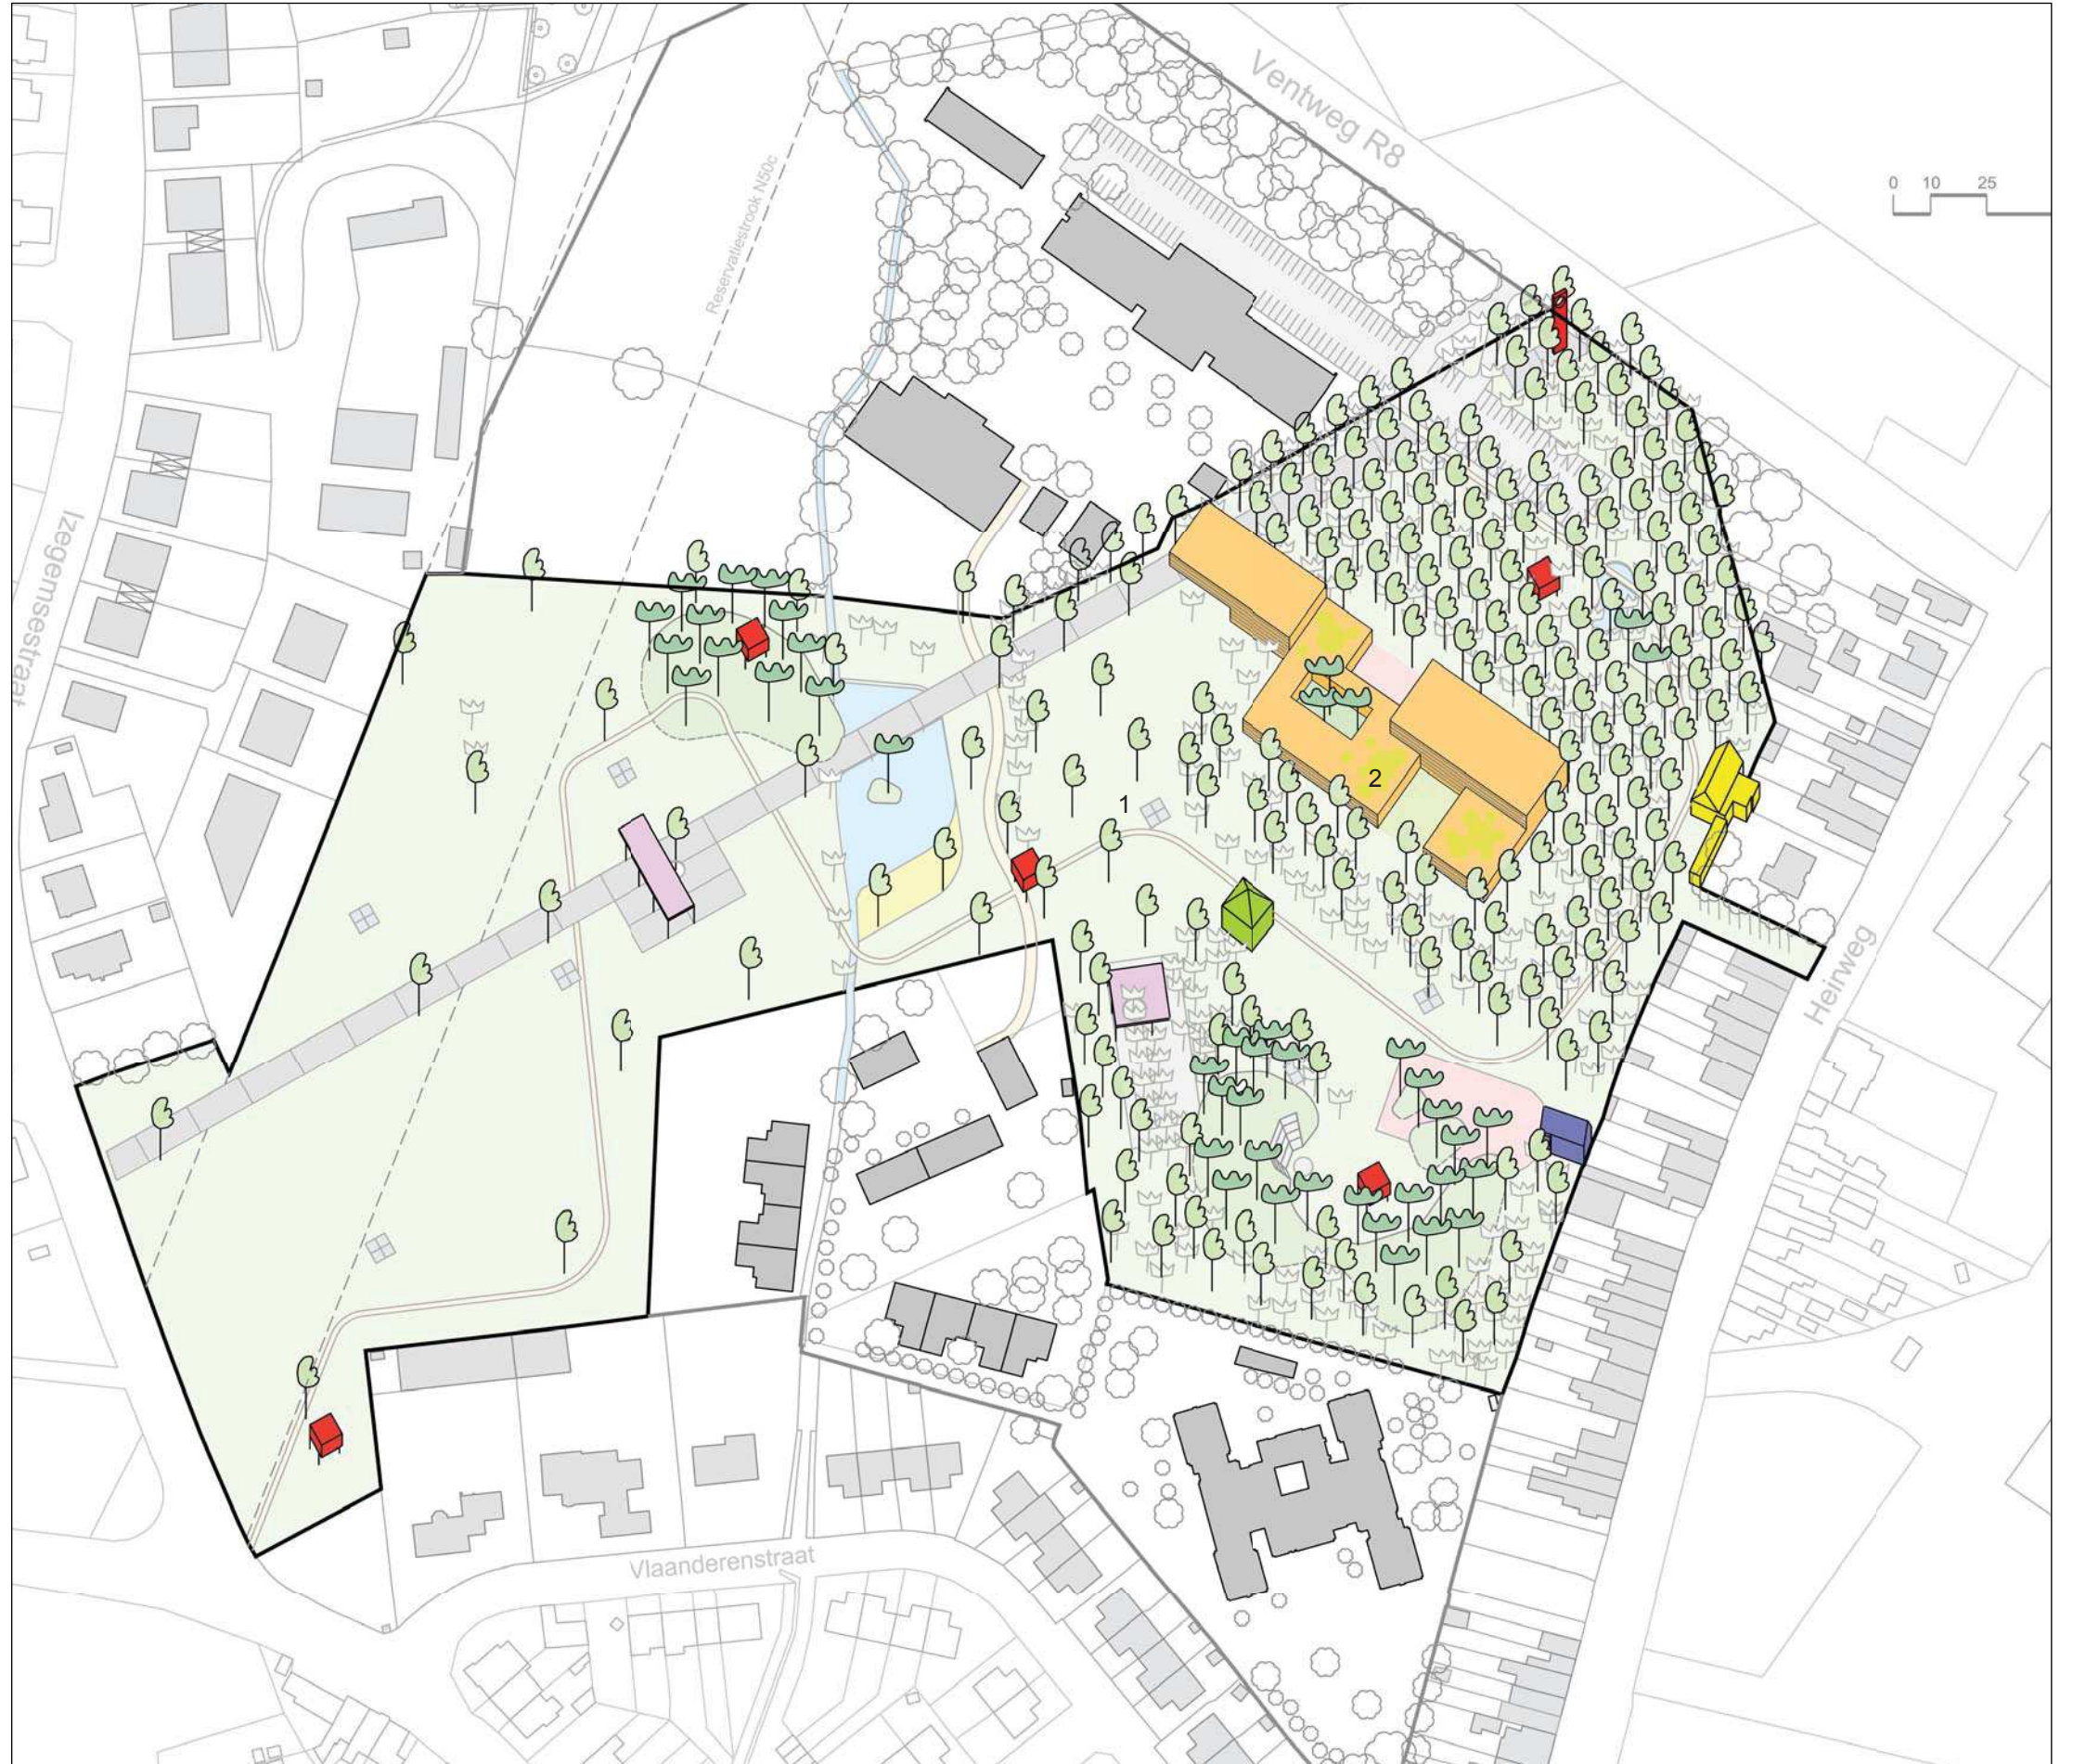 Ventweg R8
0 10 25
Reservatiestrook N50c
Izegemsestraat
2
1
Heirweg
Vlaanderenstraat